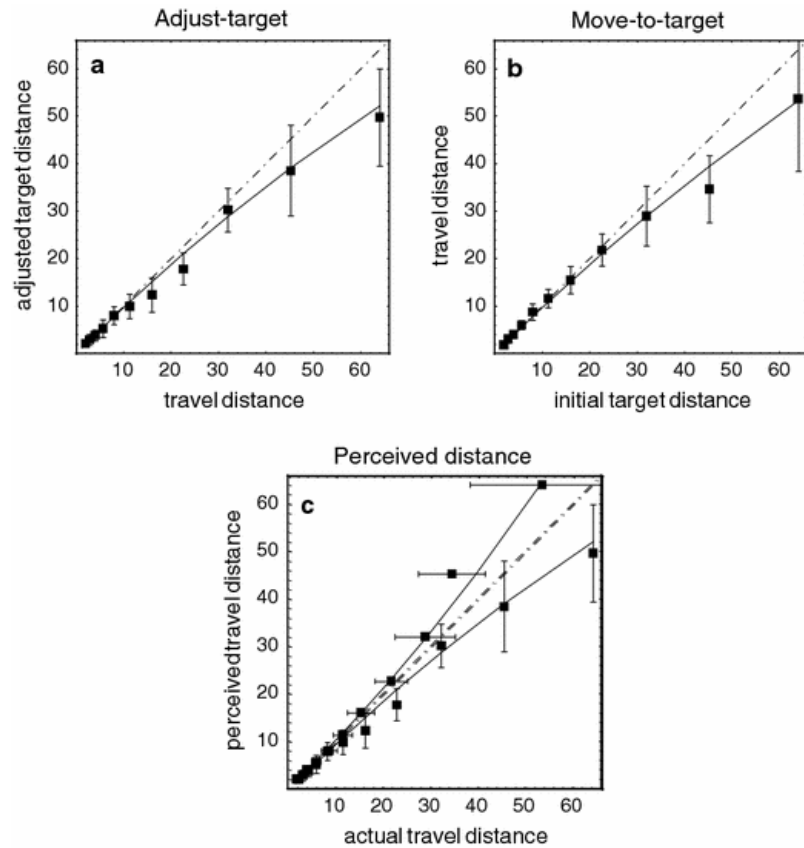 Adjust-target
Move-to-target
a
60
50
40
30
20
10
adjusted target distance
10 20 30 40 50 60
travel distance
b
60
50
40
30
20
10
travel distance
10 20 30 40 50 60
initial target distance
Perceived distance
c
60
50
40
30
20
10
perceived travel distance
10 20 30 40 50 60
actual travel distance